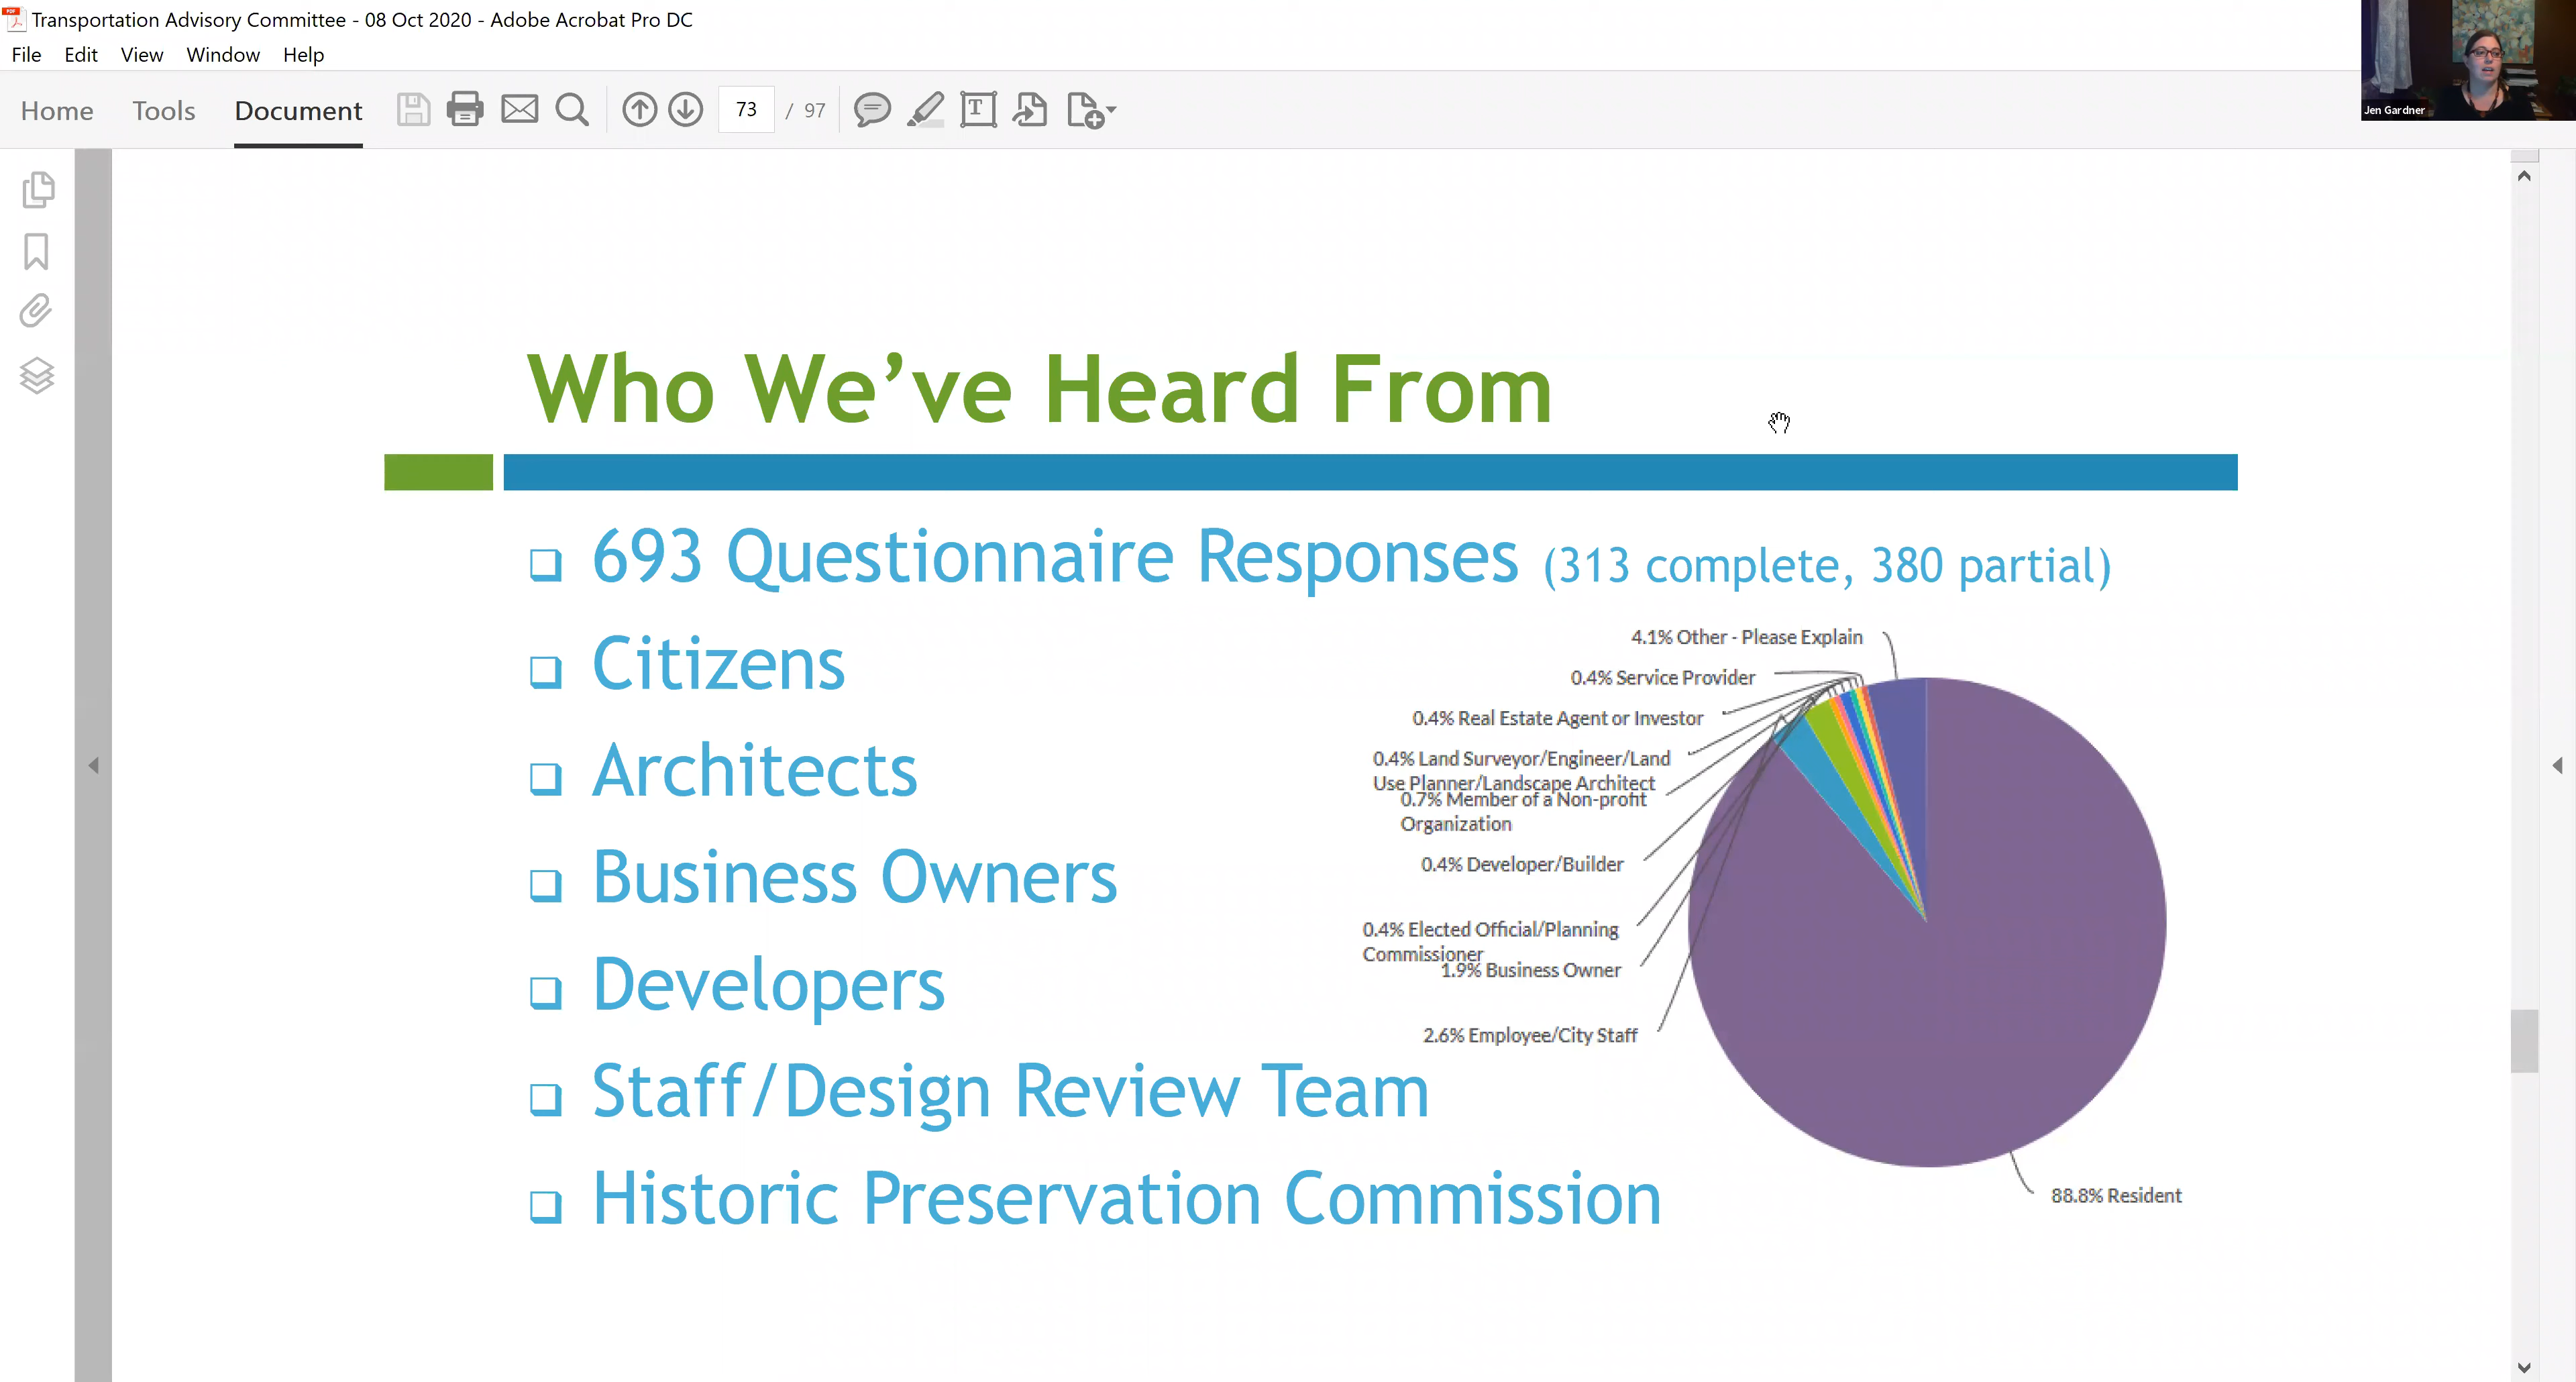 Transportation Advisory Committee - 08 Oct 2020 - Adobe Acrobat Pro DC
File Edit View Window Help
Home Tools Document 73 / 97
Jen Gardner
Who We’ve Heard From
693 Questionnaire Responses (313 complete, 380 partial)
Citizens
Architects
Business Owners
Developers
Staff/Design Review Team
Historic Preservation Commission
4.1% Other - Please Explain
0.4% Service Provider
0.4% Real Estate Agent or Investor
0.4% Land Surveyor/Engineer/Land
Use Planner/Landscape Architect
0.7% Member of a Non-profit
Organization
0.4% Developer/Builder
0.4% Elected Official/Planning
Commissioner
1.9% Business Owner
2.6% Employee/City Staff
88.8% Resident